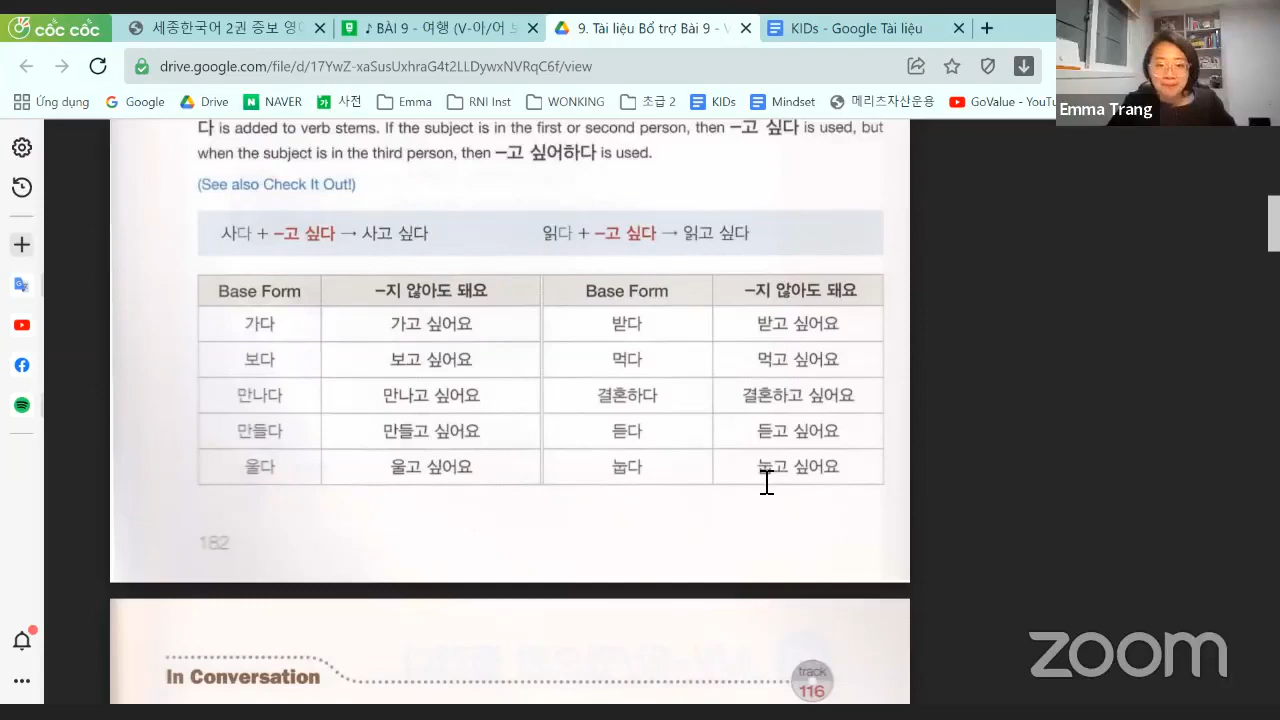 cốc cốc
세종한국어 2권 증보 영어
♪ BÀI 9 - 여행 (V-아/어 보
9. Tài liệu Bổ trợ Bài 9 - V
KIDs - Google Tài liệu
drive.google.com/file/d/17YwZ-xaSusUxhraG4t2LLDywxNVRqC6f/view
Ứng dụng Google Drive NAVER 사전 Emma RNI Inst WONKING 초급 2 KIDs Mindset 메리츠자산운용 GoValue - YouTu
Emma Trang
다 is added to verb stems. If the subject is in the first or second person, then –고 싶다 is used, but
when the subject is in the third person, then –고 싶어하다 is used.
(See also Check It Out!)
사다 + –고 싶다 → 사고 싶다 읽다 + –고 싶다 → 읽고 싶다
Base Form –지 않아도 돼요 Base Form –지 않아도 돼요
가다 가고 싶어요 받다 받고 싶어요
보다 보고 싶어요 먹다 먹고 싶어요
만나다 만나고 싶어요 결혼하다 결혼하고 싶어요
만들다 만들고 싶어요 듣다 듣고 싶어요
울다 울고 싶어요 눕다 눕고 싶어요
182
In Conversation
track
116
zoom